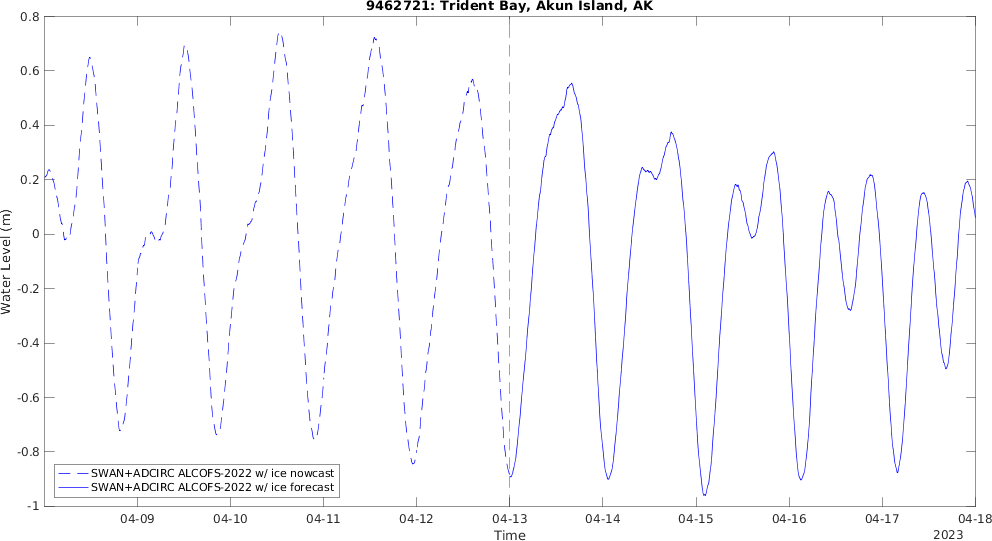 9462721: Trident Bay, Akun Island, AK
Water Level (m)
0.8
0.6
0.4
0.2
0
-0.2
-0.4
-0.6
-0.8
-1
SWAN+ADCIRC ALCOFS-2022 w/ ice nowcast
SWAN+ADCIRC ALCOFS-2022 w/ ice forecast
04-09 04-10 04-11 04-12 04-13 04-14 04-15 04-16 04-17 04-18
Time
2023